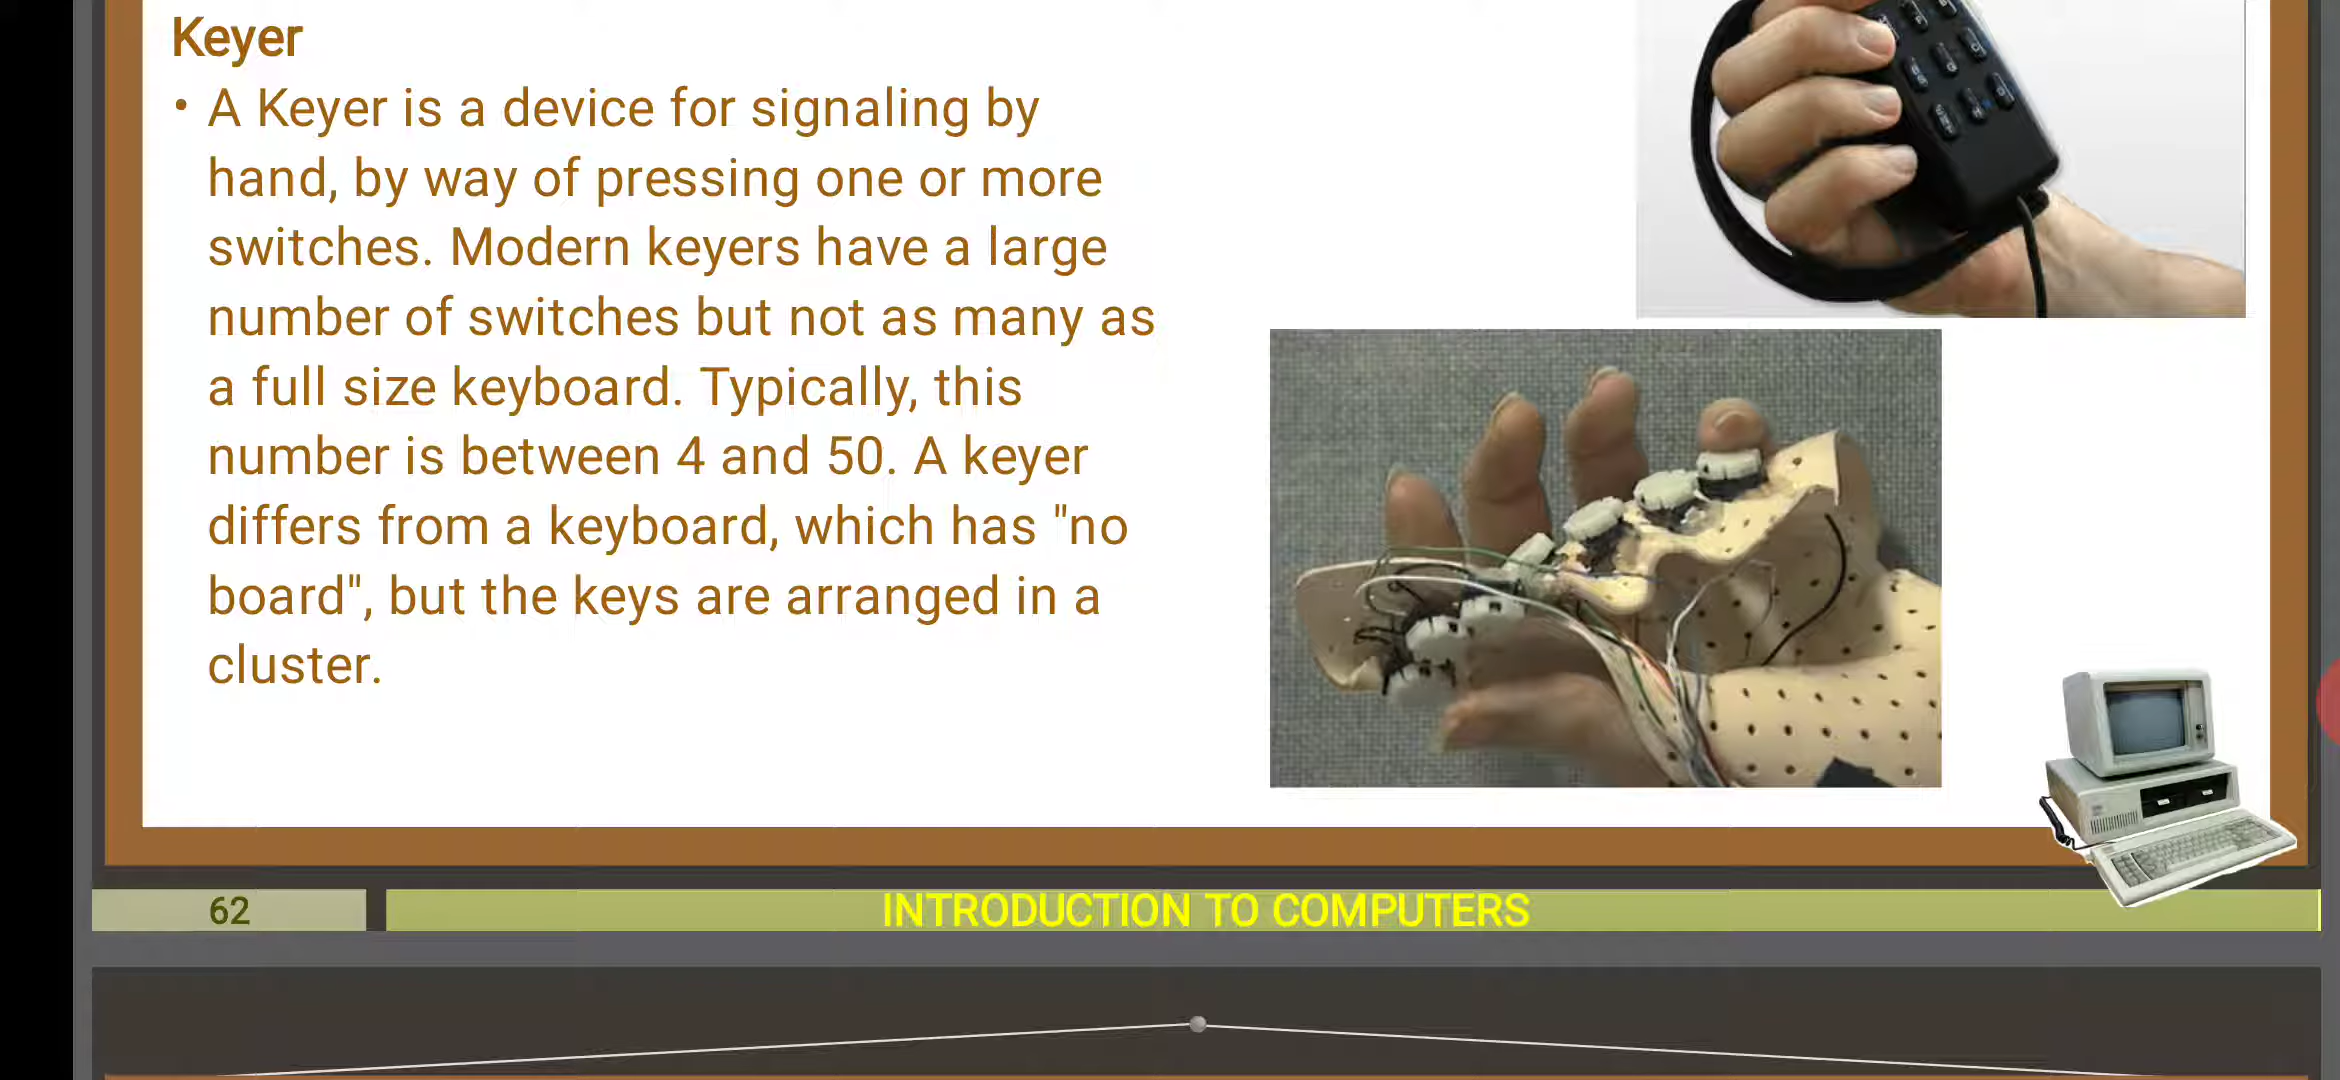 Keyer
• A Keyer is a device for signaling by
hand, by way of pressing one or more
switches. Modern keyers have a large
number of switches but not as many as
a full size keyboard. Typically, this
number is between 4 and 50. A keyer
differs from a keyboard, which has "no
board", but the keys are arranged in a
cluster.
62
INTRODUCTION TO COMPUTERS